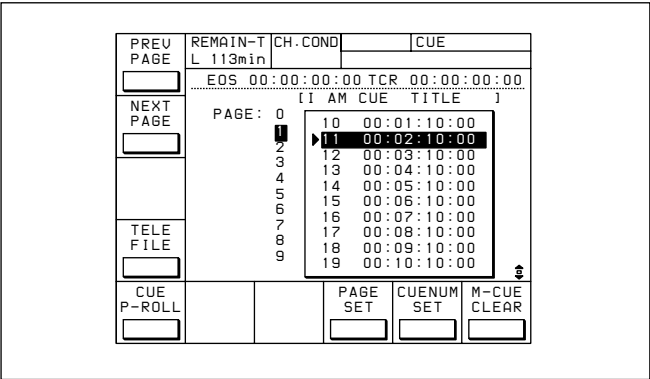 PREV PAGE
REMAIN-T CH.COND CUE
L 113min
EOS 00:00:00:00 TCR 00:00:00:00
[I AM CUE TITLE ]
NEXT PAGE
PAGE: 0
1
2
3
4
5
6
7
8
9
10 00:01:10:00
11 00:02:10:00
12 00:03:10:00
13 00:04:10:00
14 00:05:10:00
15 00:06:10:00
16 00:07:10:00
17 00:08:10:00
18 00:09:10:00
19 00:10:10:00
TELE
FILE
CUE
P-ROLL
PAGE
SET
CUENUM
SET
M-CUE
CLEAR